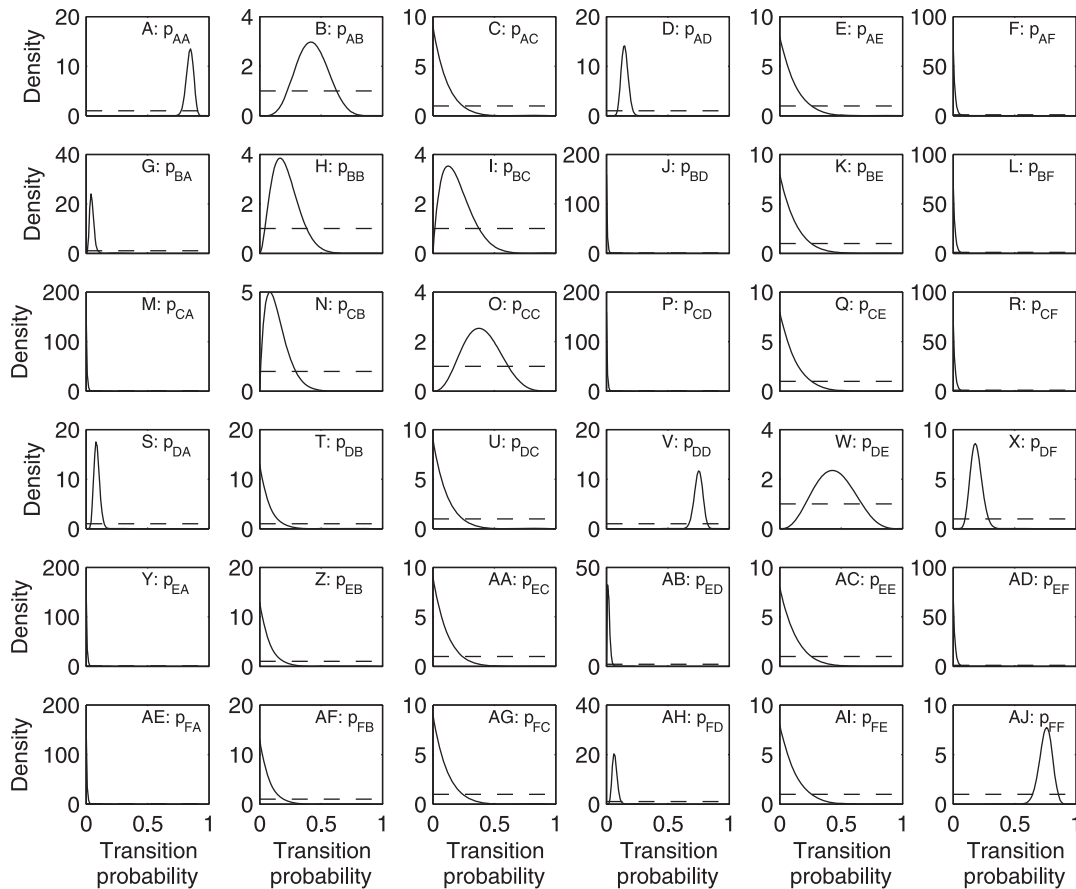 A: pAA B: pAB C: pAC D: pAD E: pAE F: pAF
Density 20 10 0 4 2 0 10 5 0 20 10 0 10 5 0 100 50 0
G: pBA H: pBB I: pBC J: pBD K: pBE L: pBF
Density 40 20 0 4 2 0 4 2 0 200 100 0 10 5 0 100 50 0
M: pCA N: pCB O: pCC P: pCD Q: pCE R: pCF
Density 200 100 0 5 0 4 2 0 200 100 0 10 5 0 100 50 0
S: pDA T: pDB U: pDC V: pDD W: pDE X: pDF
Density 20 10 0 20 10 0 10 5 0 20 10 0 4 2 0 10 5 0
Y: pEA Z: pEB AA: pEC AB: pED AC: pEE AD: pEF
Density 200 100 0 20 10 0 10 5 0 50 0 10 5 0 100 50 0
AE: pFA AF: pFB AG: pFC AH: pFD AI: pFE AJ: pFF
Density 200 100 0 20 10 0 10 5 0 40 20 0 10 5 0 10 5 0
0 0.5 1 0 0.5 1 0 0.5 1 0 0.5 1 0 0.5 1 0 0.5 1
Transition Transition Transition Transition Transition Transition
probability probability probability probability probability probability